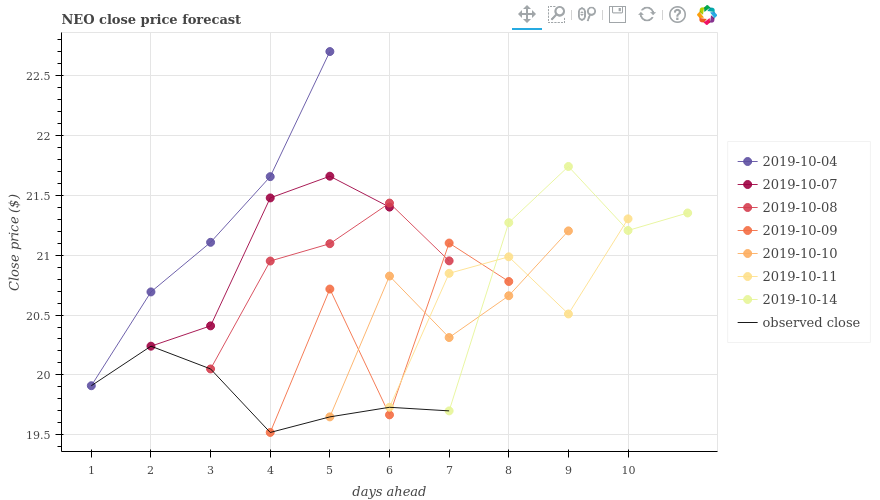 NEO close price forecast
22.5
22
21.5
21
20.5
20
19.5
Close price ($)
1 2 3 4 5 6 7 8 9 10
days ahead
2019-10-04
2019-10-07
2019-10-08
2019-10-09
2019-10-10
2019-10-11
2019-10-14
observed close